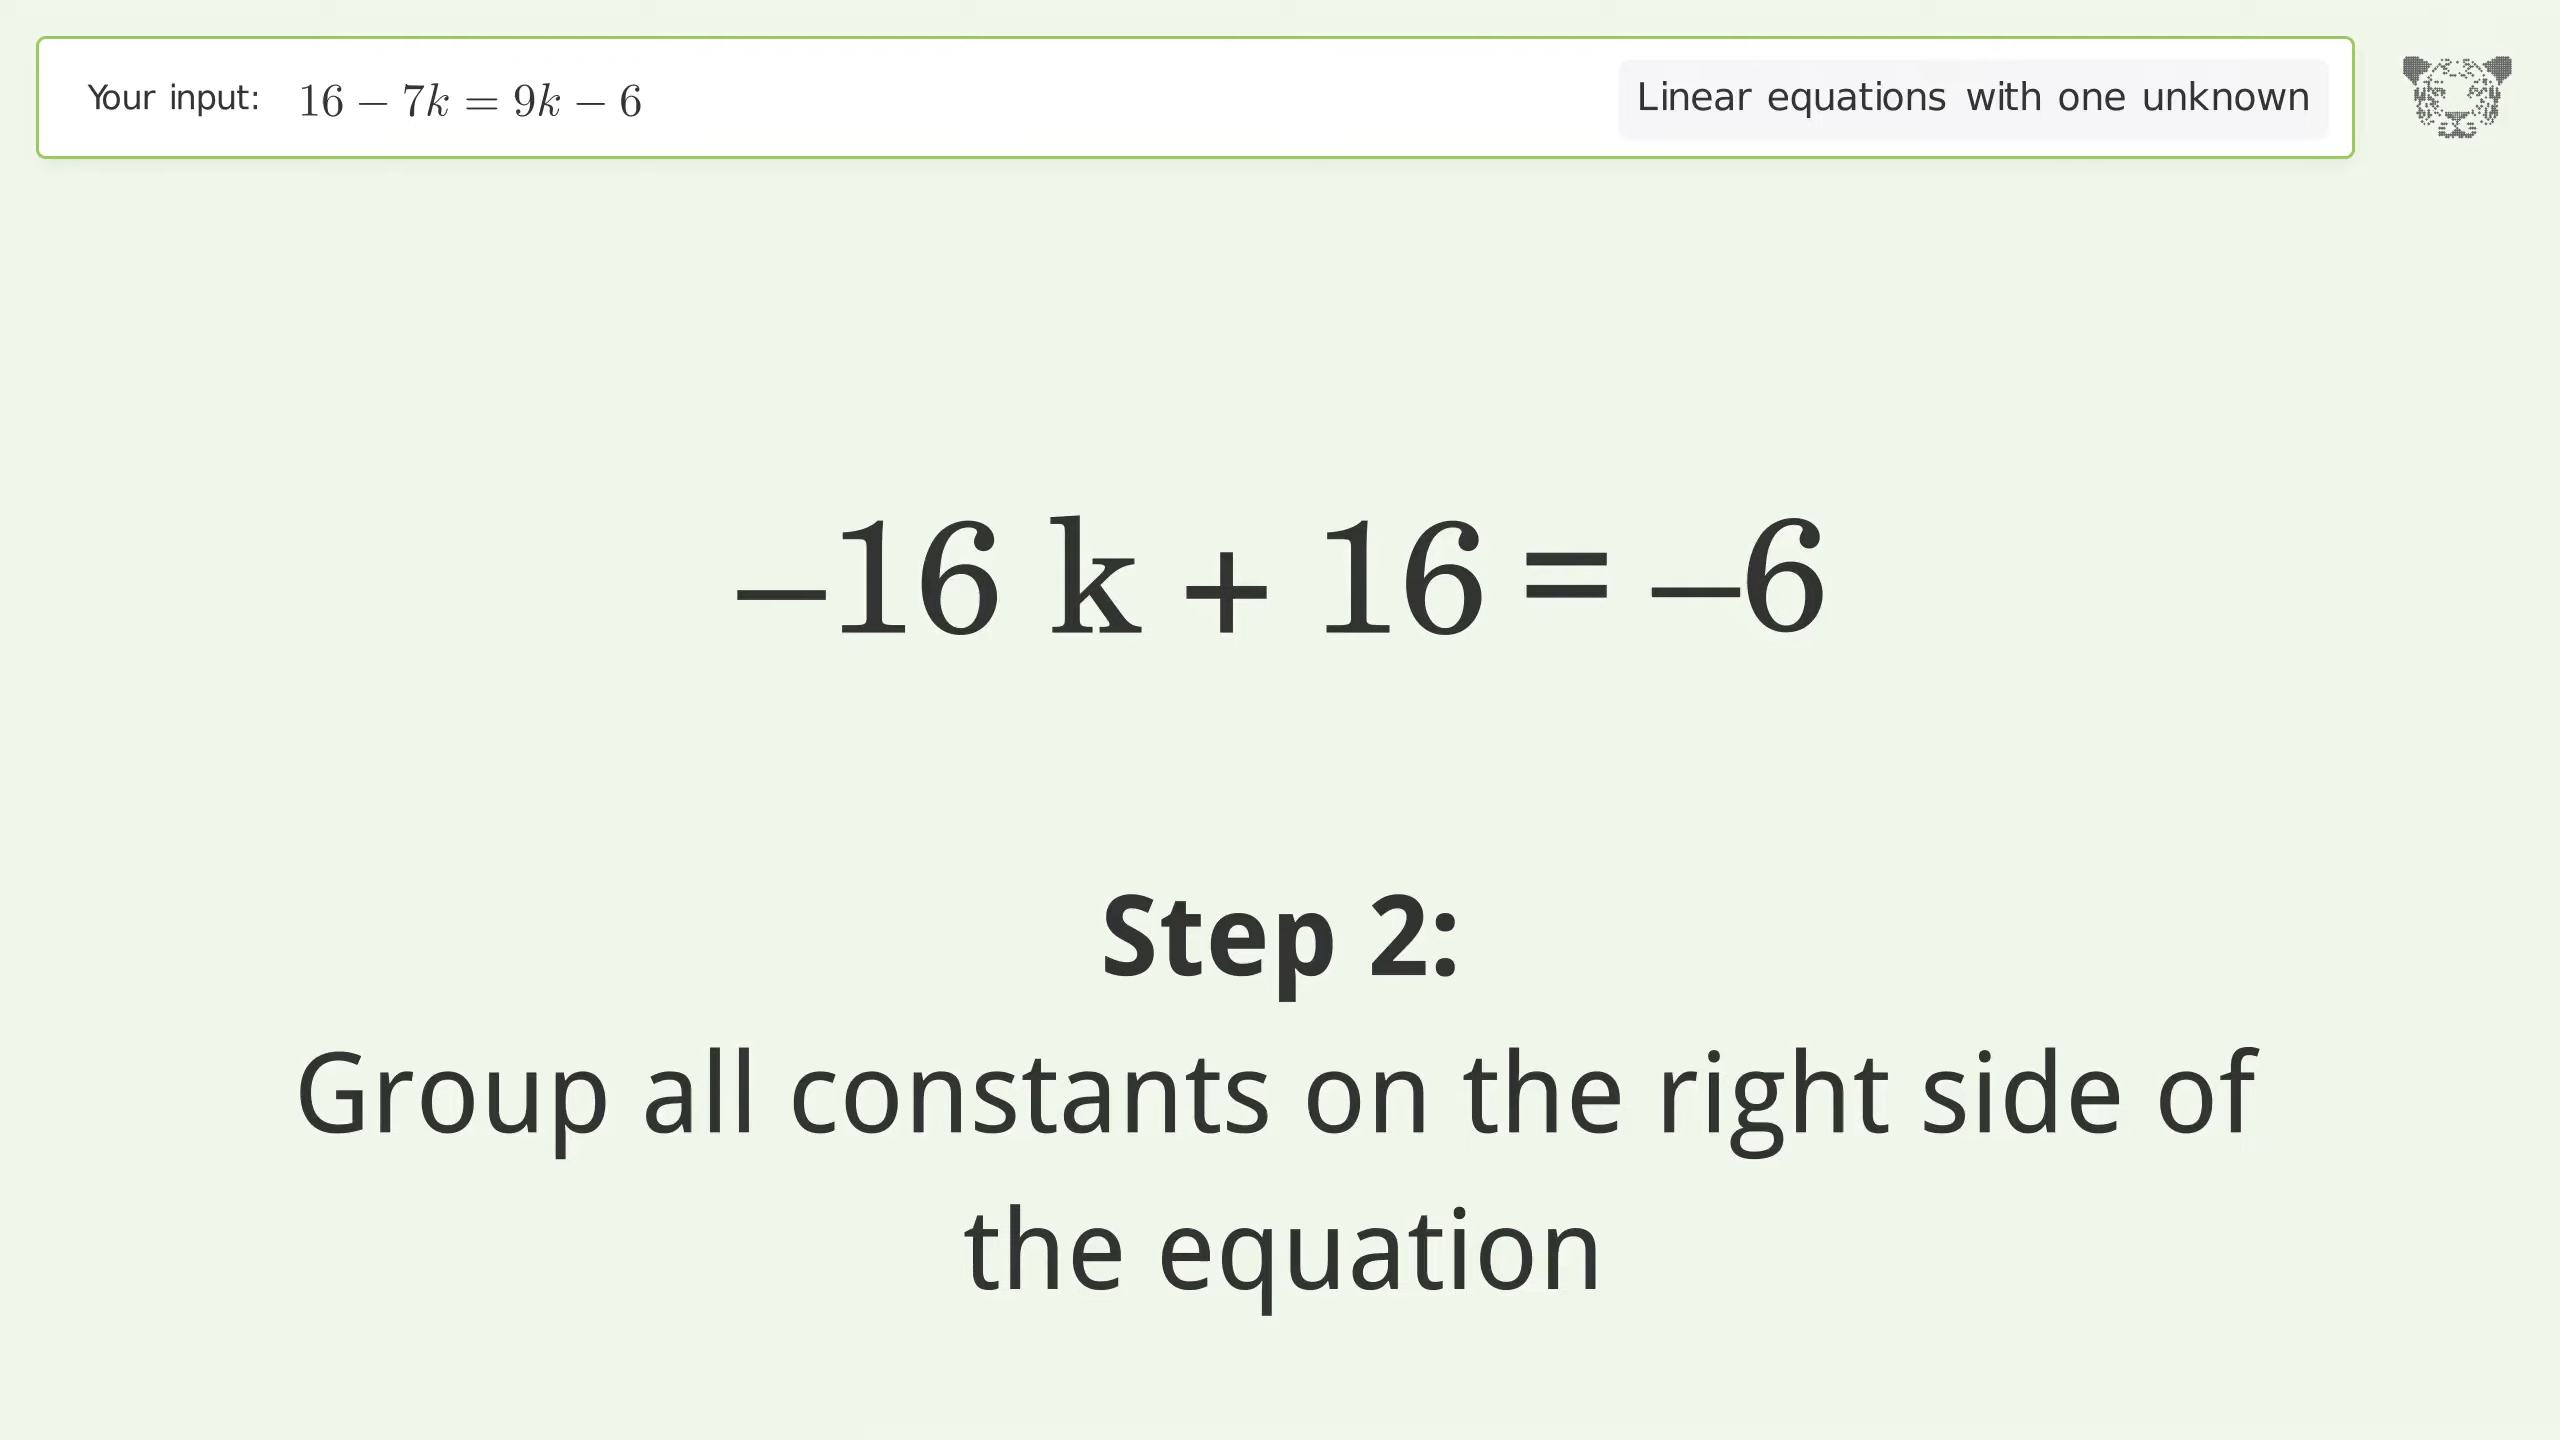 Your input: 16 − 7k = 9k − 6
Linear equations with one unknown
−16 k + 16 = −6
Step 2:
Group all constants on the right side of
the equation